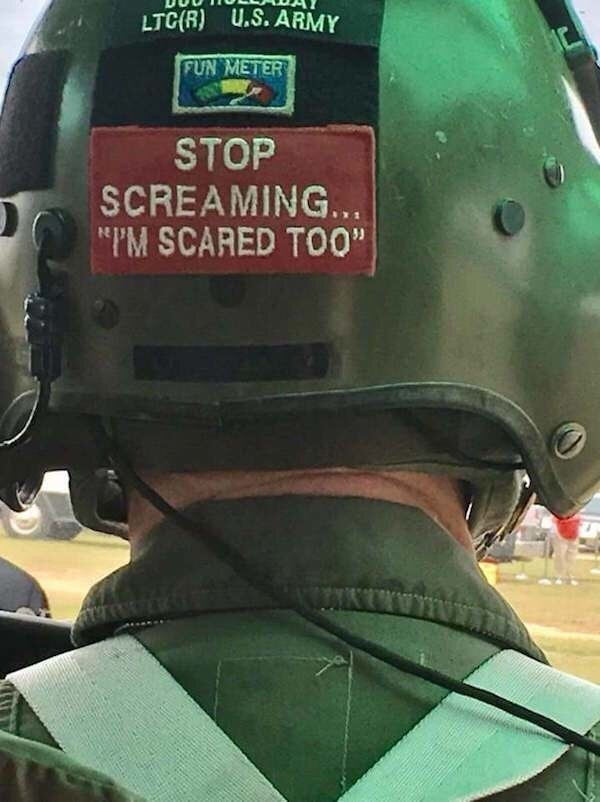 LTC(R) U.S. ARMY
FUN METER
STOP
SCREAMING...
"I'M SCARED TOO"